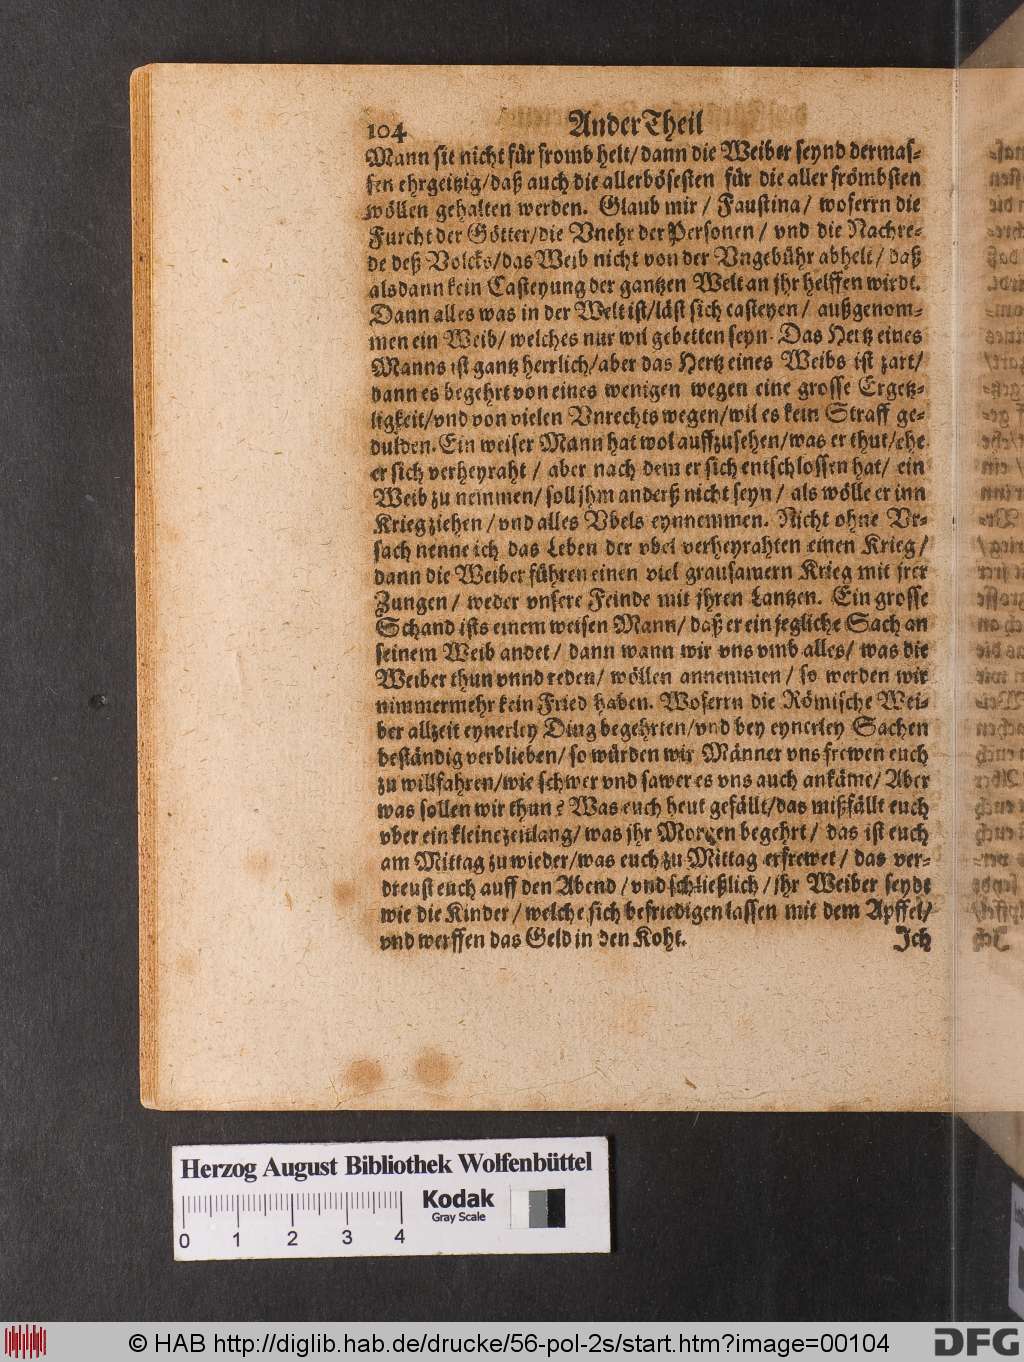 104 Ander Theil
Mann sie nicht für fromb helt/ dann die Weiber seynd dermas-
sen ehrgeitzig/ daß auch die allerbösesten für die aller frömbsten
wöllen gehalten werden. Glaub mir/ Faustina/ woferrn die
Furcht der Götter/ die Vnehr der Personen/ vnd die Nachre-
de deß Volcks/ das Weib nicht von der Vngebühr abhelt/ daß
alsdann kein Casteyung der gantzen Welt an jhr helffen wirdt.
Dann alles was in der Welt ist/ läst sich casteyen/ außgenom-
men ein Weib/ welches nur wil gebetten seyn. Das Hertz eines
Manns ist gantz herrlich/ aber das Hertz eines Weibs ist zart/
dann es begehrt von eines wenigen wegen eine grosse Ergetz-
ligkeit/ vnd von vielen Vnrechts wegen/ wil es kein Straff ge-
dulden. Ein weiser Mann hat wol auffzusehen/ was er thut/ ehe
er sich verheyraht/ aber nach dem er sich entschlossen hat/ ein
Weib zu nemmen/ soll jhm anderß nicht seyn/ als wölle er inn
Krieg ziehen/ vnd alles Vbels eynnemmen. Nicht ohne Vr-
sach nenne ich das Leben der vbel verheyrahten einen Krieg/
dann die Weiber führen einen viel grausamern Krieg mit jrer
Zungen/ weder vnsere Feinde mit jhren Lantzen. Ein grosse
Schand ists einem weisen Mann/ daß er ein jegliche Sach an
seinem Weib andet/ dann wann wir vns vmb alles/ was die
Weiber thun vnnd reden/ wöllen annemmen/ so werden wir
nimmermehr kein Fried haben. Woferrn die Römische Wei-
ber allzeit eynerley Ding begehrten/ vnd bey eynerley Sachen
beständig verblieben/ so würden wir Männer vns frewen euch
zu willfahren/ wie schwer vnd sawer es vns auch ankäme/ Aber
was sollen wir thun? Was euch heut gefällt/ das mißfällt euch
vber ein kleine zeitlang/ was jhr Morgen begehrt/ das ist euch
am Mittag zu wieder/ was euch zu Mittag erfrewet/ das ver-
dreust euch auff den Abend/ vnd schließlich/ jhr Weiber seydt
wie die Kinder/ welche sich befriedigen lassen mit dem Apffel/
vnd werffen das Geld in den Koht. Ich
Herzog August Bibliothek Wolfenbüttel
Kodak
Gray Scale
0 1 2 3 4
© HAB http://diglib.hab.de/drucke/56-pol-2s/start.htm?image=00104
DFG